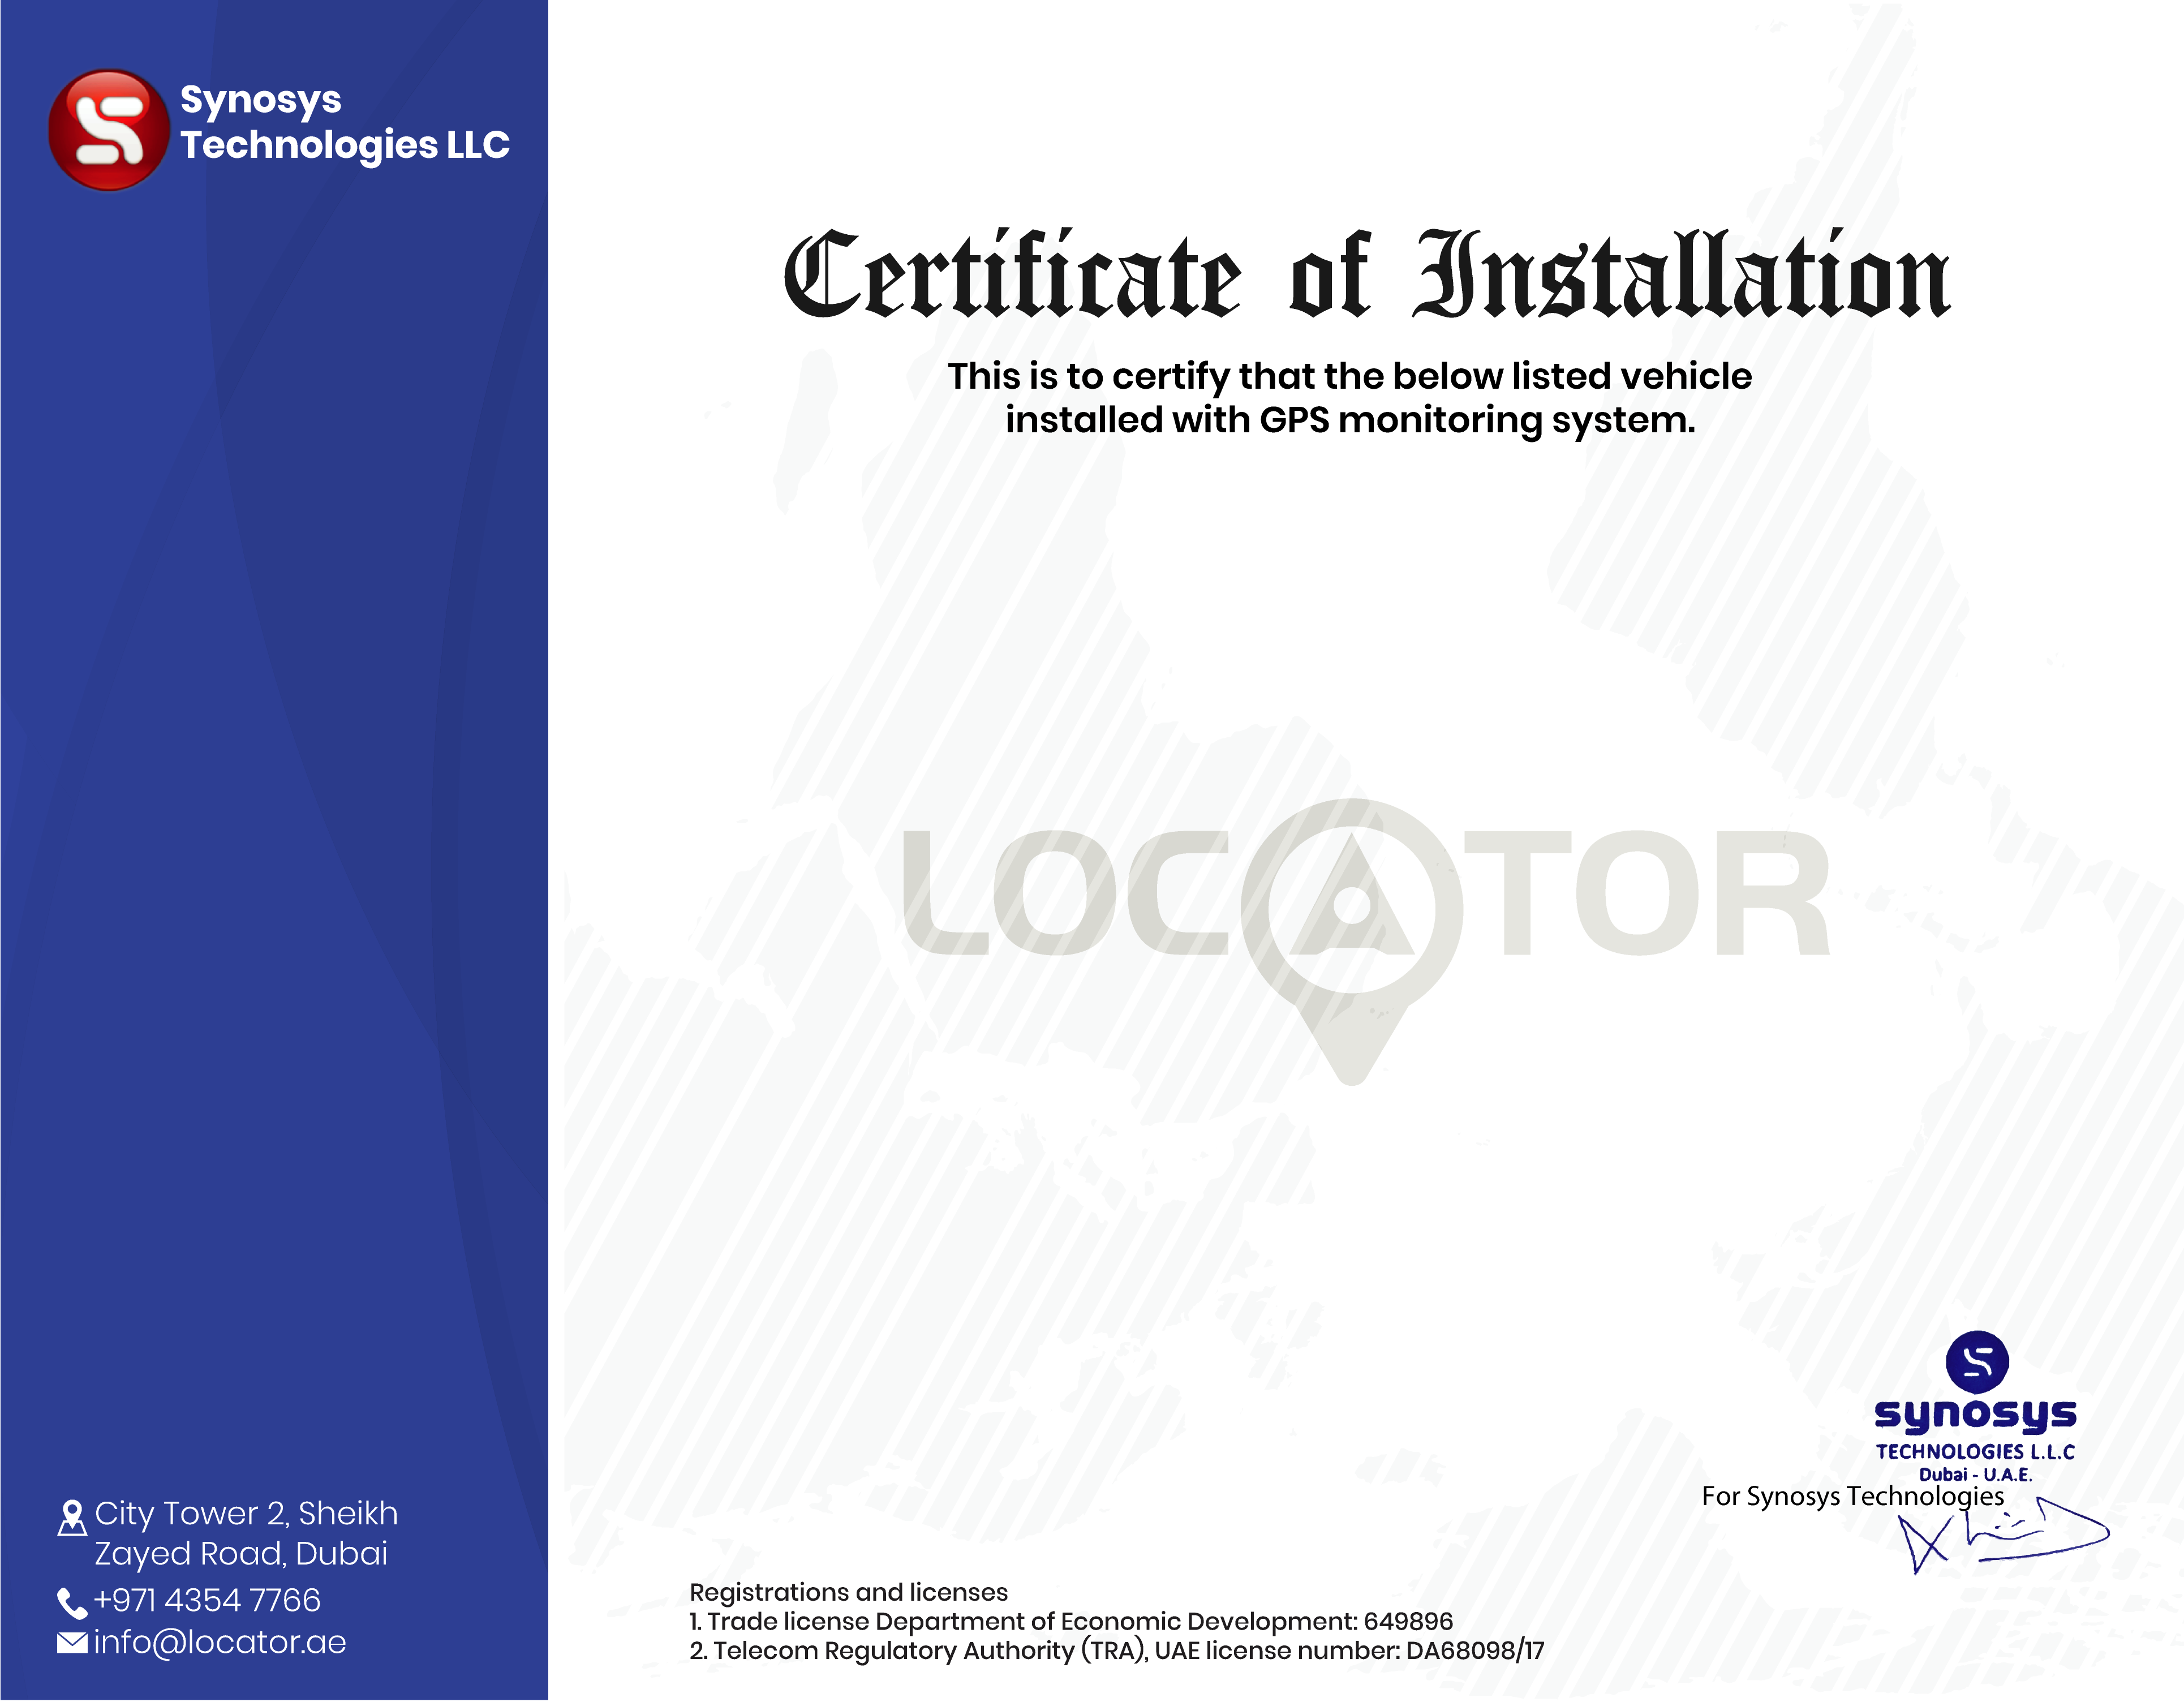 Synosys
Technologies LLC
Certificate of Installation
This is to certify that the below listed vehicle
installed with GPS monitoring system.
LOCATOR
synosys
TECHNOLOGIES L.L.C
Dubai - U.A.E.
For Synosys Technologies
City Tower 2, Sheikh
Zayed Road, Dubai
+971 4354 7766
info@locator.ae
Registrations and licenses
1. Trade license Department of Economic Development: 649896
2. Telecom Regulatory Authority (TRA), UAE license number: DA68098/17